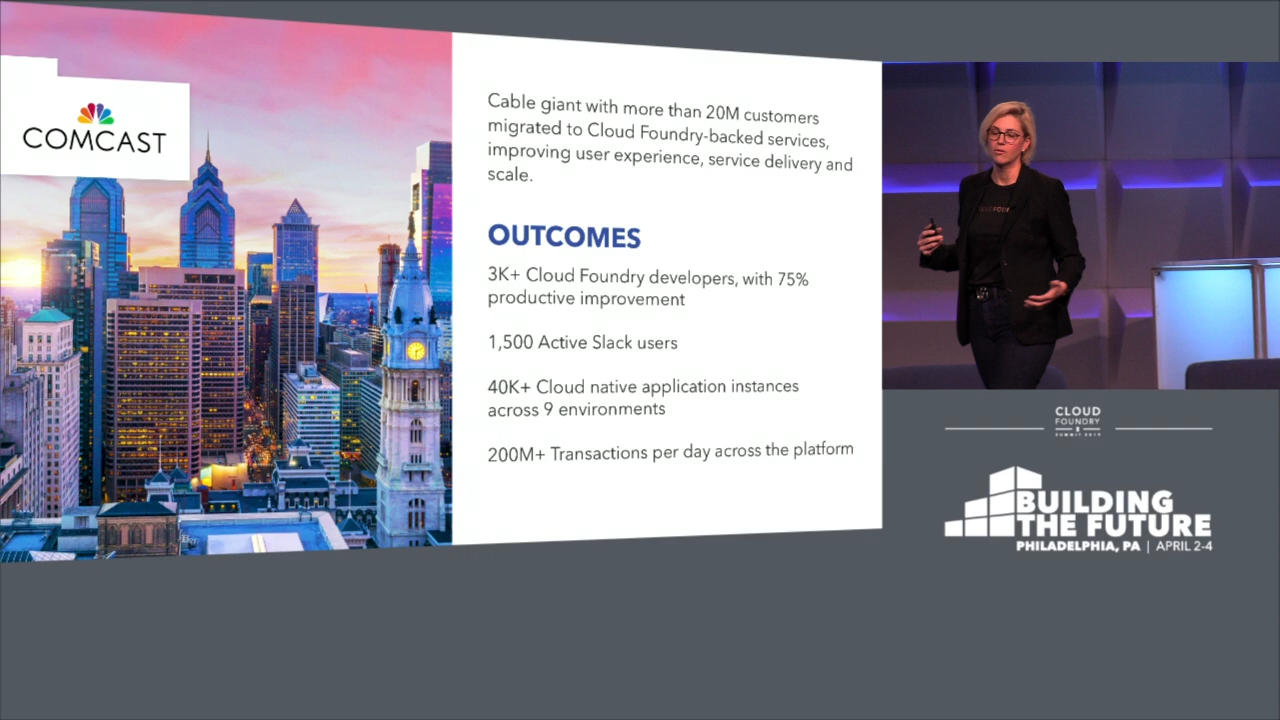 COMCAST
Cable giant with more than 20M customers
migrated to Cloud Foundry-backed services,
improving user experience, service delivery and
scale.
OUTCOMES
3K+ Cloud Foundry developers, with 75%
productive improvement
1,500 Active Slack users
40K+ Cloud native application instances
across 9 environments
200M+ Transactions per day across the platform
CLOUD
FOUNDRY
SUMMIT 2019
BUILDING
THE FUTURE
PHILADELPHIA, PA | APRIL 2-4